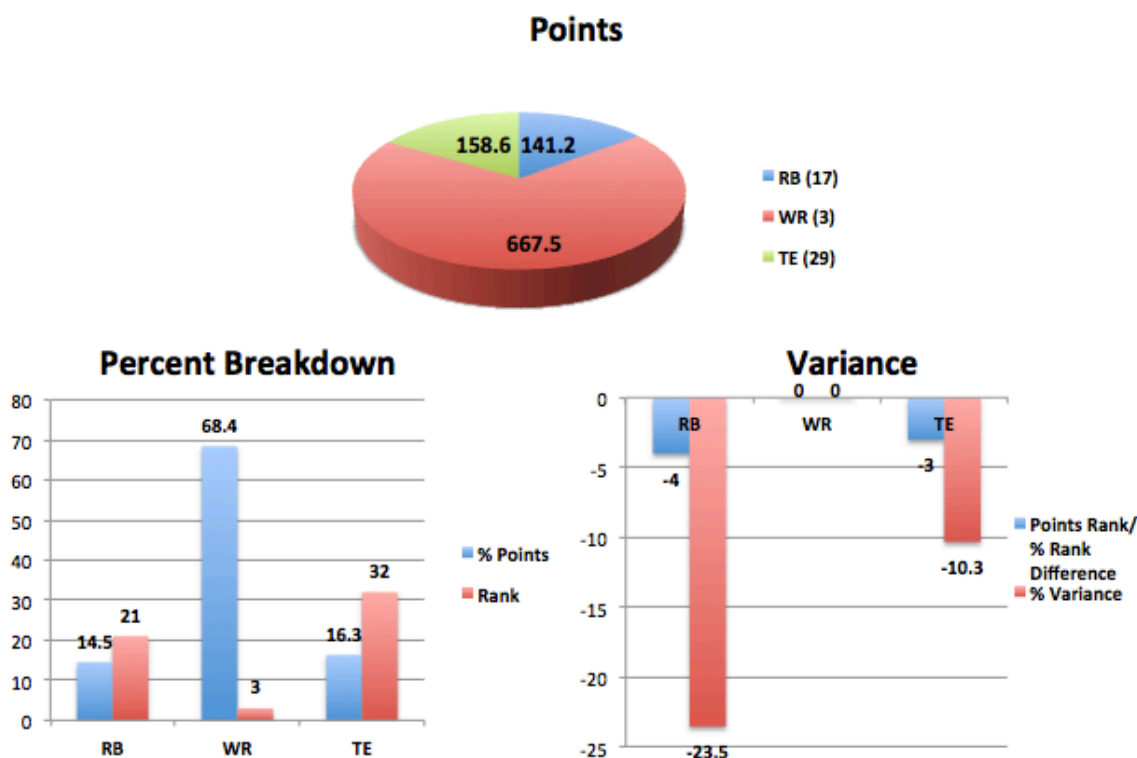 Points
158.6
141.2
667.5
RB (17)
WR (3)
TE (29)
Percent Breakdown
80
70
60
50
40
30
20
10
0
14.5
21
68.4
3
16.3
32
RB
WR
TE
% Points
Rank
Variance
0
-5
-10
-15
-20
-25
RB
WR
TE
0
0
-4
-23.5
-3
-10.3
Points Rank/
% Rank
Difference
% Variance